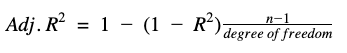 Adj. R² = 1 − (1 − R²) n−1 / degree of freedom